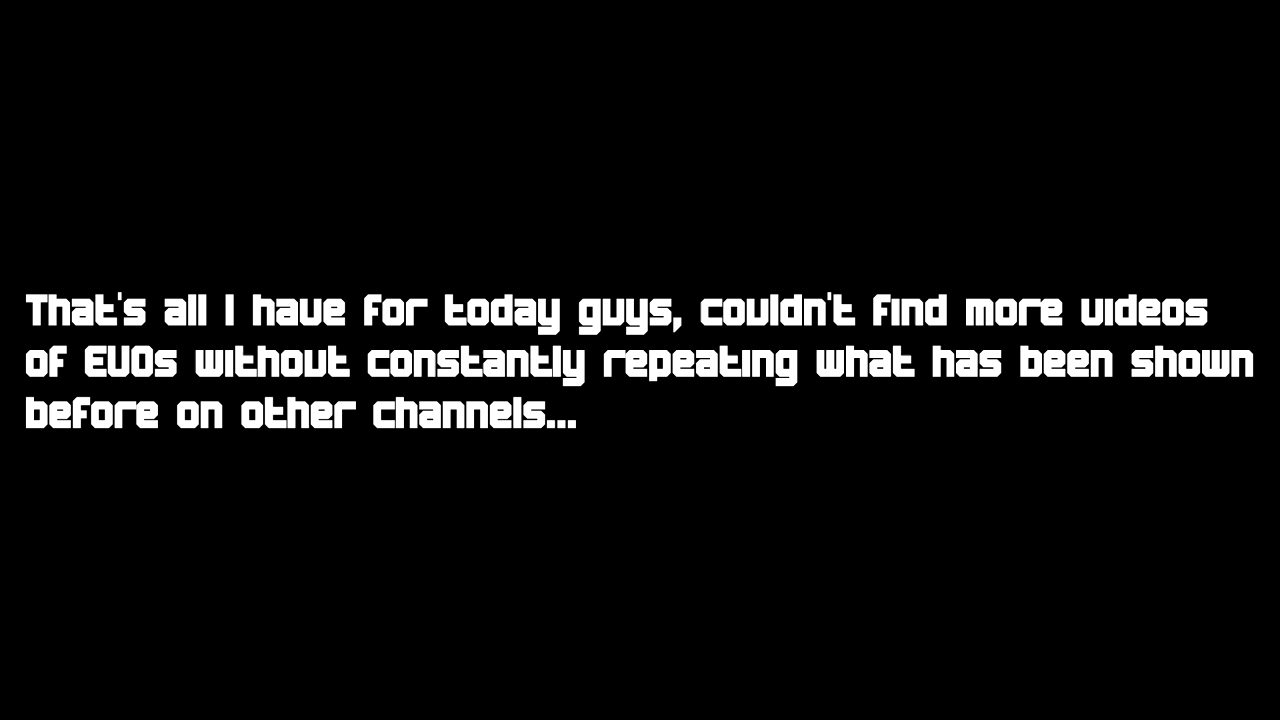 That's all I have for today guys, couldn't find more videos
of EVOs without constantly repeating what has been shown
before on other channels...